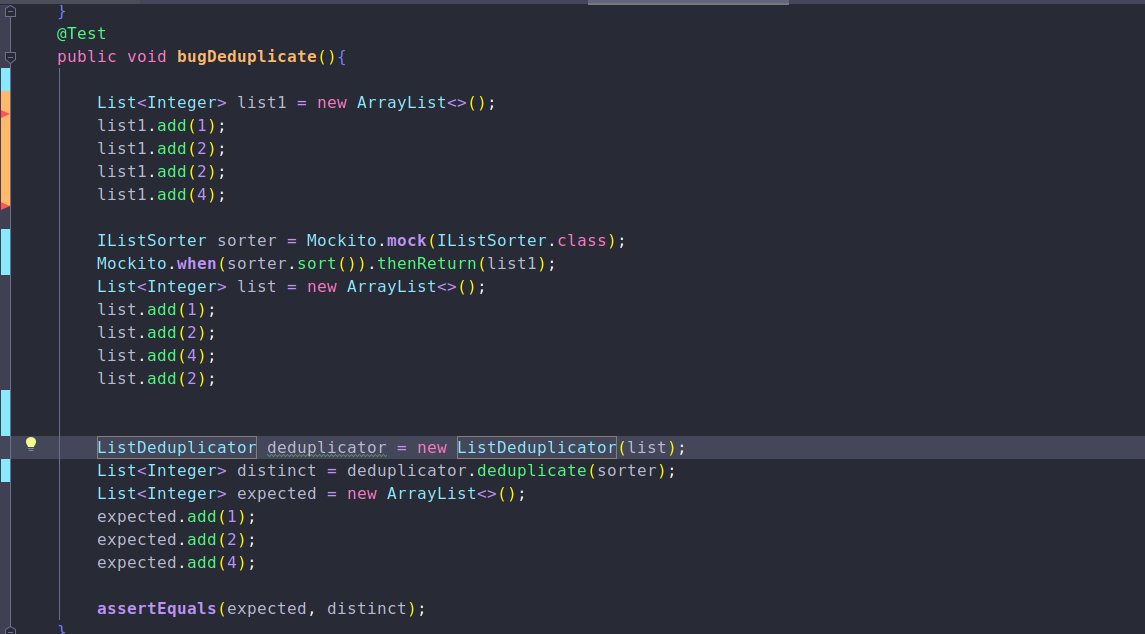 }
@Test
public void bugDeduplicate(){
List<Integer> list1 = new ArrayList<>();
list1.add(1);
list1.add(2);
list1.add(2);
list1.add(4);
IListSorter sorter = Mockito.mock(IListSorter.class);
Mockito.when(sorter.sort()).thenReturn(list1);
List<Integer> list = new ArrayList<>();
list.add(1);
list.add(2);
list.add(4);
list.add(2);
ListDeduplicator deduplicator = new ListDeduplicator(list);
List<Integer> distinct = deduplicator.deduplicate(sorter);
List<Integer> expected = new ArrayList<>();
expected.add(1);
expected.add(2);
expected.add(4);
assertEquals(expected, distinct);
}